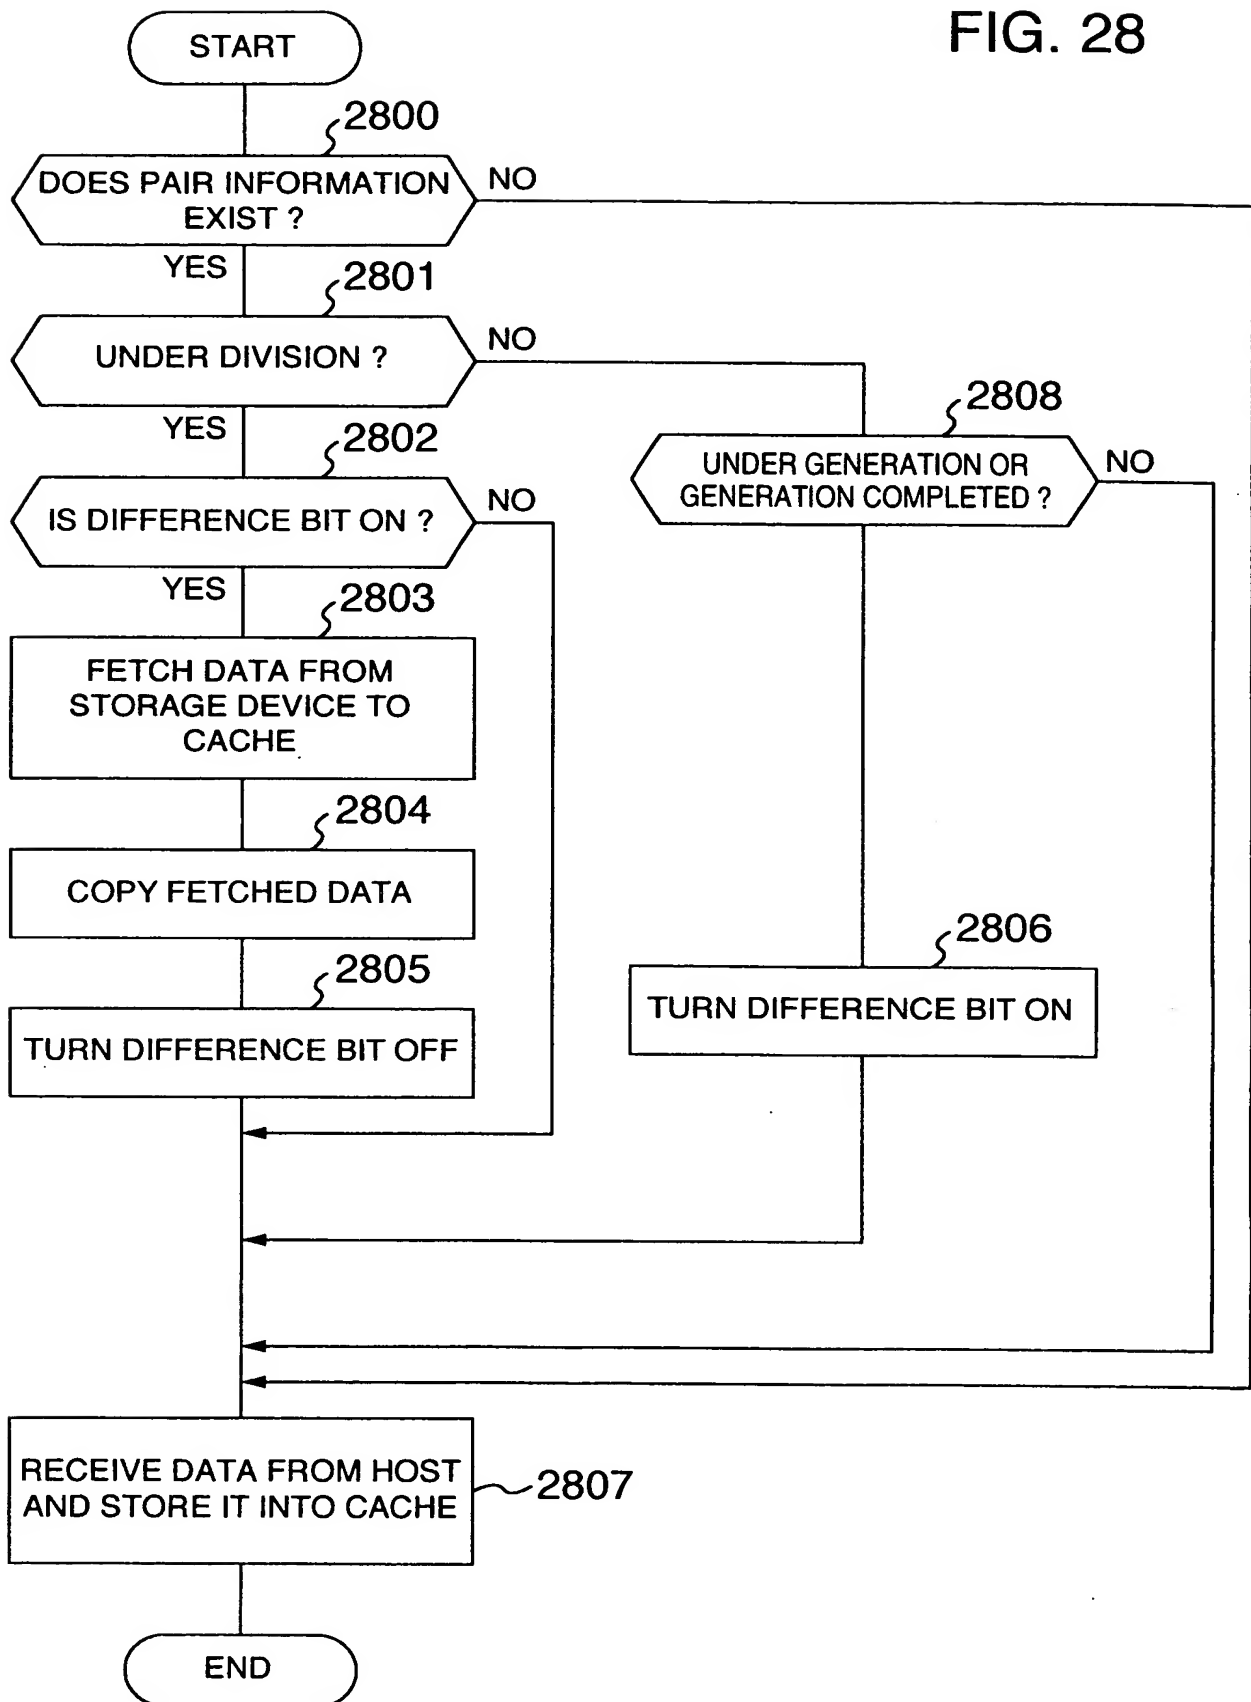 FIG. 28
START
2800
DOES PAIR INFORMATION
EXIST ?
NO
YES
2801
UNDER DIVISION ?
NO
YES
2802
IS DIFFERENCE BIT ON ?
NO
YES
2808
UNDER GENERATION OR
GENERATION COMPLETED ?
NO
2803
FETCH DATA FROM
STORAGE DEVICE TO
CACHE
2804
COPY FETCHED DATA
2805
TURN DIFFERENCE BIT OFF
2806
TURN DIFFERENCE BIT ON
RECEIVE DATA FROM HOST
AND STORE IT INTO CACHE
2807
END